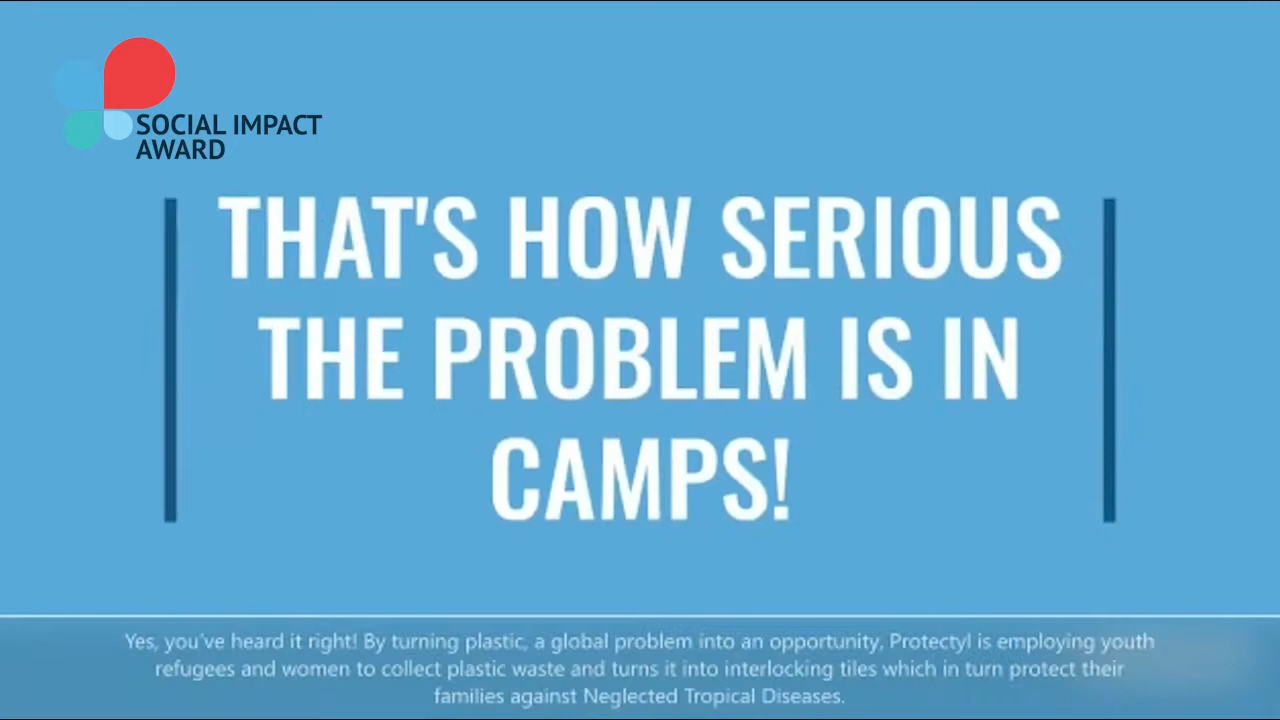 SOCIAL IMPACT
AWARD
THAT'S HOW SERIOUS
THE PROBLEM IS IN
CAMPS!
Yes, you've heard it right! By turning plastic, a global problem into an opportunity, Protectyl is employing youth
refugees and women to collect plastic waste and turns it into interlocking tiles which in turn protect their
families against Neglected Tropical Diseases.